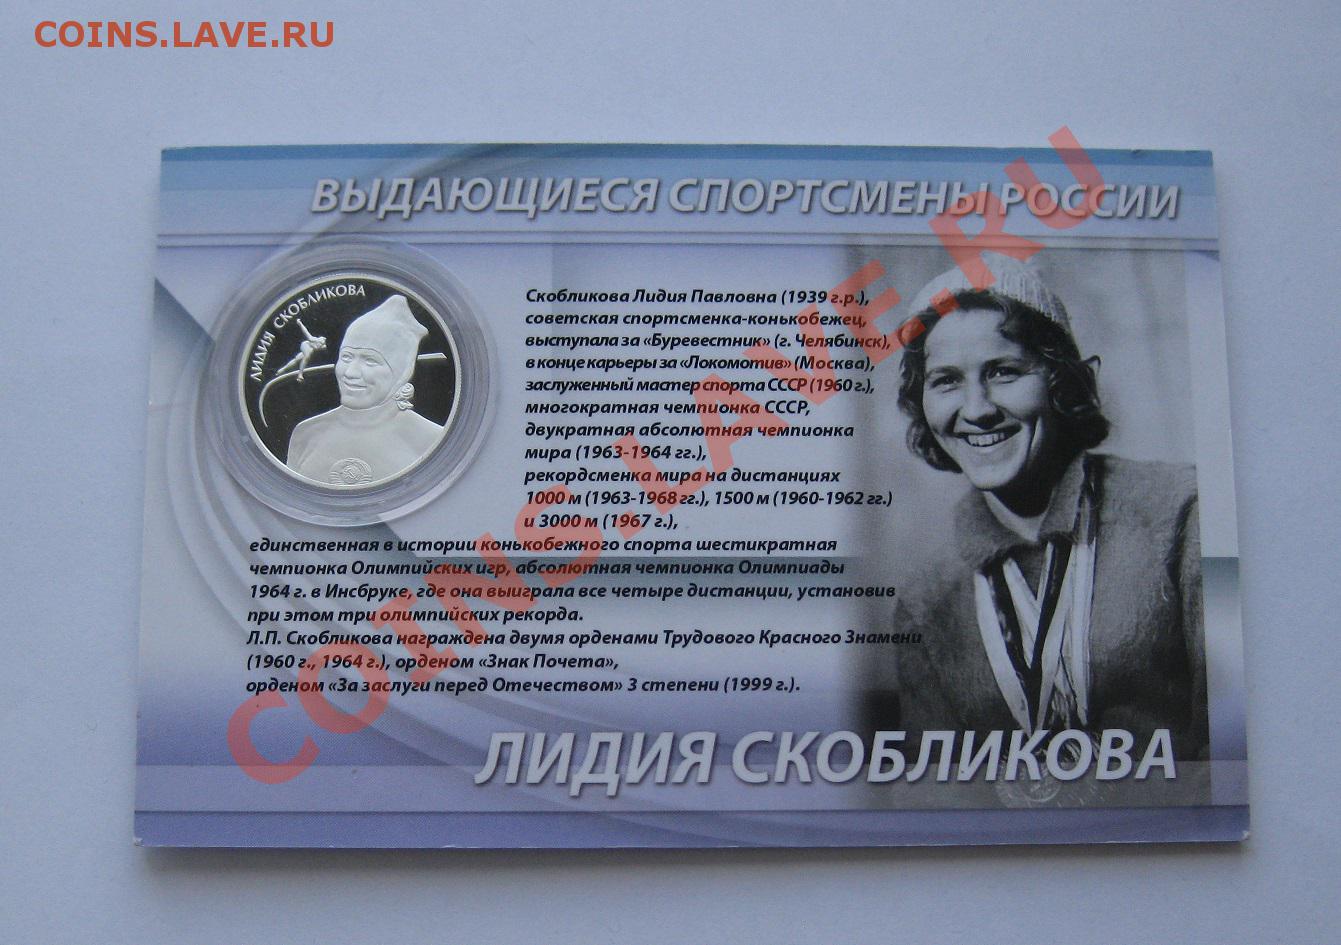 COINS.LAVE.RU
ВЫДАЮЩИЕСЯ СПОРТСМЕНЫ РОССИИ
ЛИДИЯ СКОБЛИКОВА
Скобликова Лидия Павловна (1939 г.р.),
советская спортсменка-конькобежец,
выступала за «Буревестник» (г. Челябинск),
в конце карьеры за «Локомотив» (Москва),
заслуженный мастер спорта СССР (1960 г.),
многократная чемпионка СССР,
двукратная абсолютная чемпионка
мира (1963-1964 гг.),
рекордсменка мира на дистанциях
1000 м (1963-1968 гг.), 1500 м (1960-1962 гг.)
и 3000 м (1967 г.),
единственная в истории конькобежного спорта шестикратная
чемпионка Олимпийских игр, абсолютная чемпионка Олимпиады
1964 г. в Инсбруке, где она выиграла все четыре дистанции, установив
при этом три олимпийских рекорда.
Л.П. Скобликова награждена двумя орденами Трудового Красного Знамени
(1960 г., 1964 г.), орденом «Знак Почета»,
орденом «За заслуги перед Отечеством» 3 степени (1999 г.).
ЛИДИЯ СКОБЛИКОВА
COINS.LAVE.RU